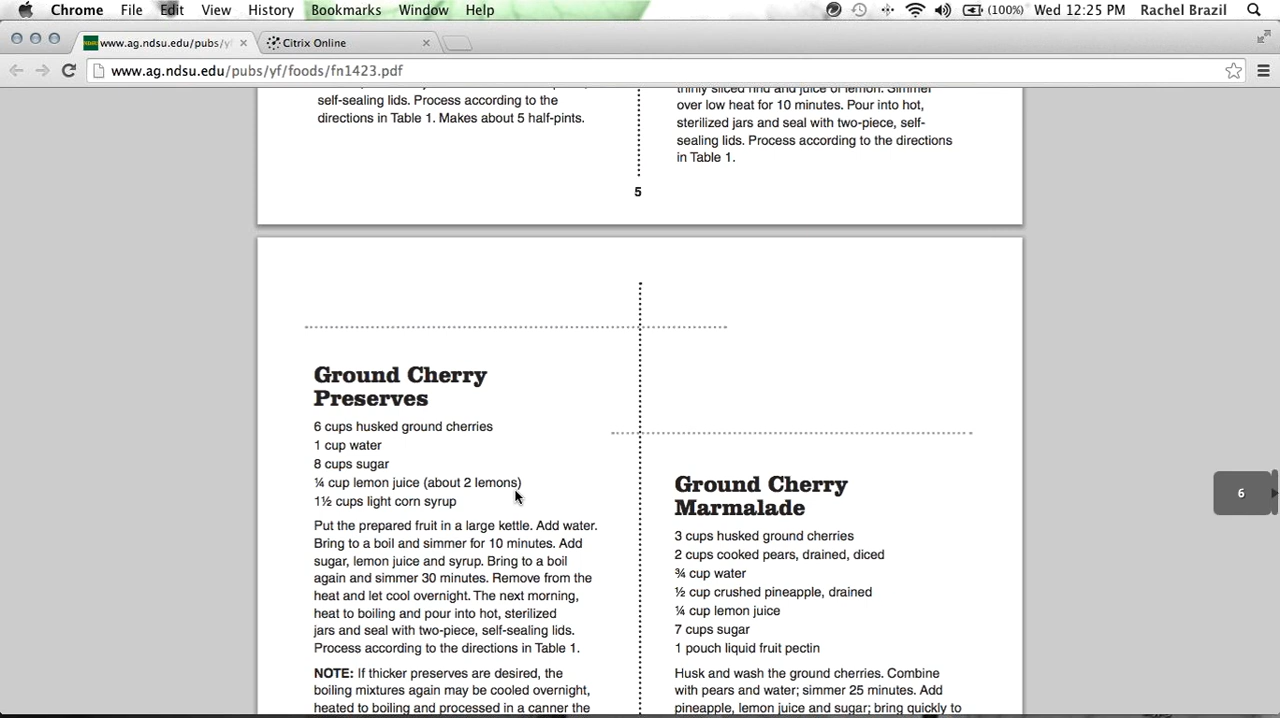 Chrome File Edit View History Bookmarks Window Help (100%) Wed 12:25 PM Rachel Brazil
www.ag.ndsu.edu/pubs/yf Citrix Online
www.ag.ndsu.edu/pubs/yf/foods/fn1423.pdf
self-sealing lids. Process according to the
directions in Table 1. Makes about 5 half-pints.
thinly sliced rind and juice of lemon. Simmer
over low heat for 10 minutes. Pour into hot,
sterilized jars and seal with two-piece, self-
sealing lids. Process according to the directions
in Table 1.
5
Ground Cherry
Preserves
6 cups husked ground cherries
1 cup water
8 cups sugar
¼ cup lemon juice (about 2 lemons)
1½ cups light corn syrup
Put the prepared fruit in a large kettle. Add water.
Bring to a boil and simmer for 10 minutes. Add
sugar, lemon juice and syrup. Bring to a boil
again and simmer 30 minutes. Remove from the
heat and let cool overnight. The next morning,
heat to boiling and pour into hot, sterilized
jars and seal with two-piece, self-sealing lids.
Process according to the directions in Table 1.
NOTE: If thicker preserves are desired, the
boiling mixtures again may be cooled overnight,
heated to boiling and processed in a canner the
Ground Cherry
Marmalade
3 cups husked ground cherries
2 cups cooked pears, drained, diced
¾ cup water
½ cup crushed pineapple, drained
¼ cup lemon juice
7 cups sugar
1 pouch liquid fruit pectin
Husk and wash the ground cherries. Combine
with pears and water; simmer 25 minutes. Add
pineapple, lemon juice and sugar; bring quickly to
6